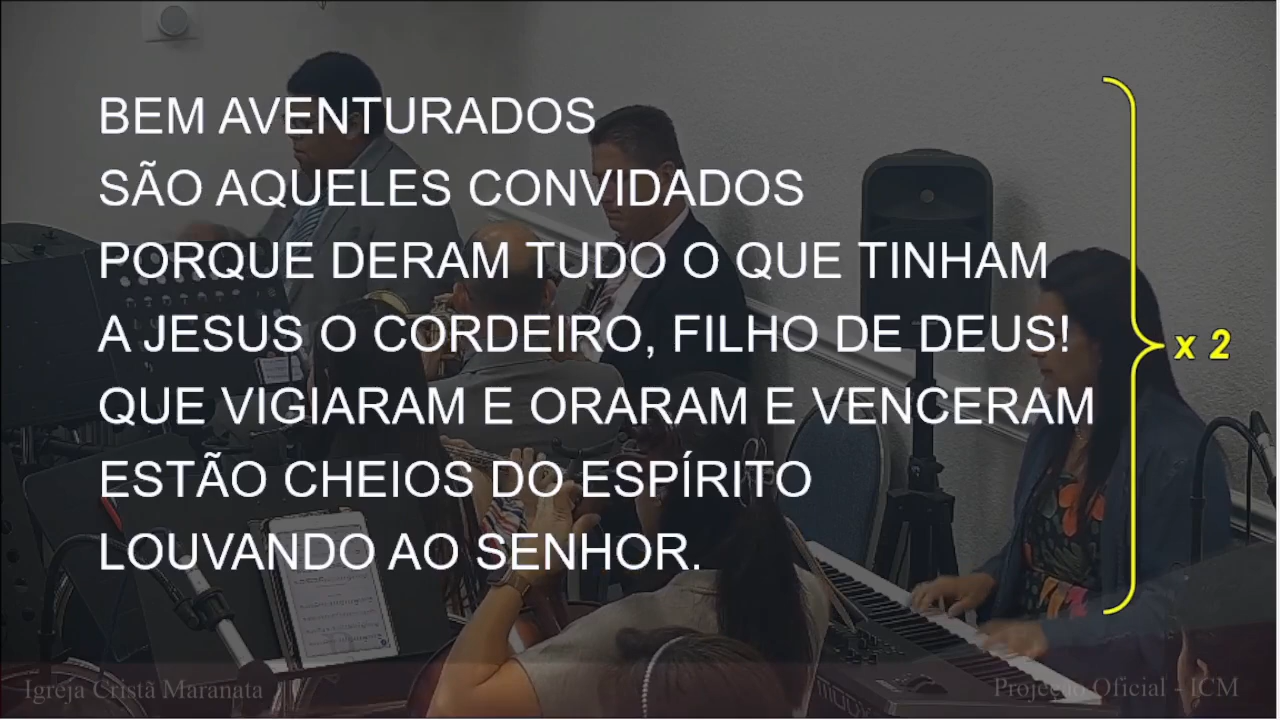 BEM AVENTURADOS
SÃO AQUELES CONVIDADOS
PORQUE DERAM TUDO O QUE TINHAM
A JESUS O CORDEIRO, FILHO DE DEUS!
QUE VIGIARAM E ORARAM E VENCERAM
ESTÃO CHEIOS DO ESPÍRITO
LOUVANDO AO SENHOR.
x 2
Igreja Cristã Maranata
Projeção Oficial - ICM